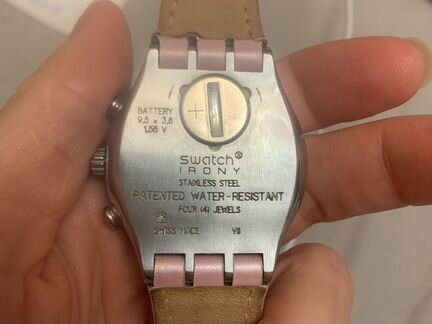 +
BATTERY
9,5 x 3,6
1,55 V
swatch®
IRONY
STAINLESS STEEL
PATENTED WATER-RESISTANT
FOUR (4) JEWELS
SWISS MADE V8